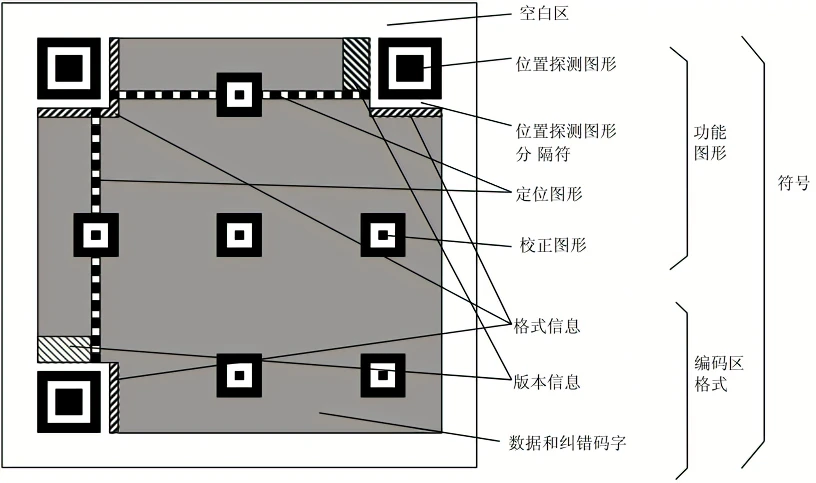 空白区
位置探测图形
位置探测图形
分 隔符
定位图形
校正图形
格式信息
版本信息
数据和纠错码字
功能
图形
编码区
格式
符号